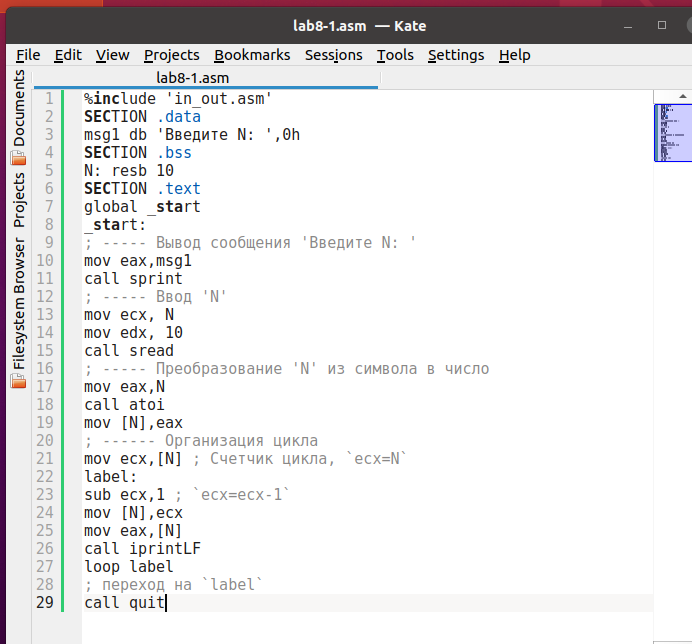 lab8-1.asm — Kate
File Edit View Projects Bookmarks Sessions Tools Settings Help
lab8-1.asm
Documents
Projects
Filesystem Browser
1 %include 'in_out.asm'
2 SECTION .data
3 msg1 db 'Введите N: ',0h
4 SECTION .bss
5 N: resb 10
6 SECTION .text
7 global _start
8 _start:
9 ; ----- Вывод сообщения 'Введите N: '
10 mov eax,msg1
11 call sprint
12 ; ----- Ввод 'N'
13 mov ecx, N
14 mov edx, 10
15 call sread
16 ; ----- Преобразование 'N' из символа в число
17 mov eax,N
18 call atoi
19 mov [N],eax
20 ; ------ Организация цикла
21 mov ecx,[N] ; Счетчик цикла, `ecx=N`
22 label:
23 sub ecx,1 ; `ecx=ecx-1`
24 mov [N],ecx
25 mov eax,[N]
26 call iprintLF
27 loop label
28 ; переход на `label`
29 call quit